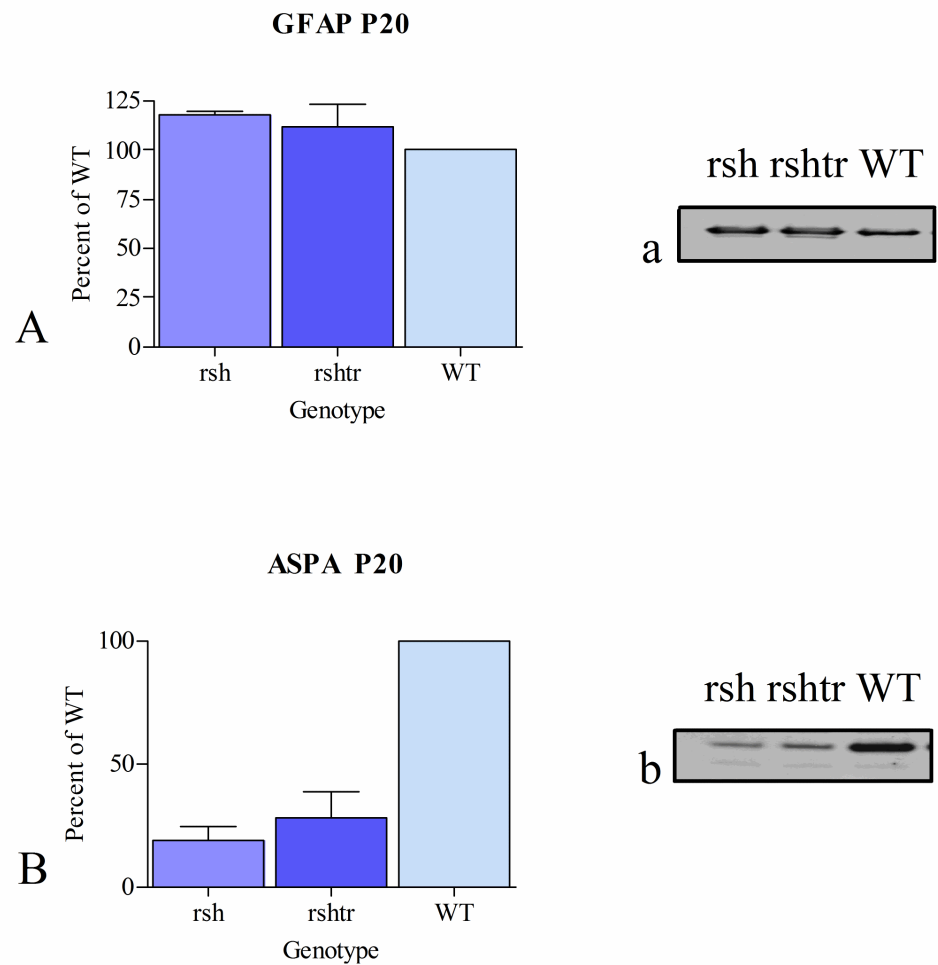 GFAP P20
Percent of WT
125
100
75
50
25
0
rsh rshtr WT
Genotype
A
rsh rshtr WT
a
ASPA P20
Percent of WT
100
50
0
rsh rshtr WT
Genotype
B
rsh rshtr WT
b